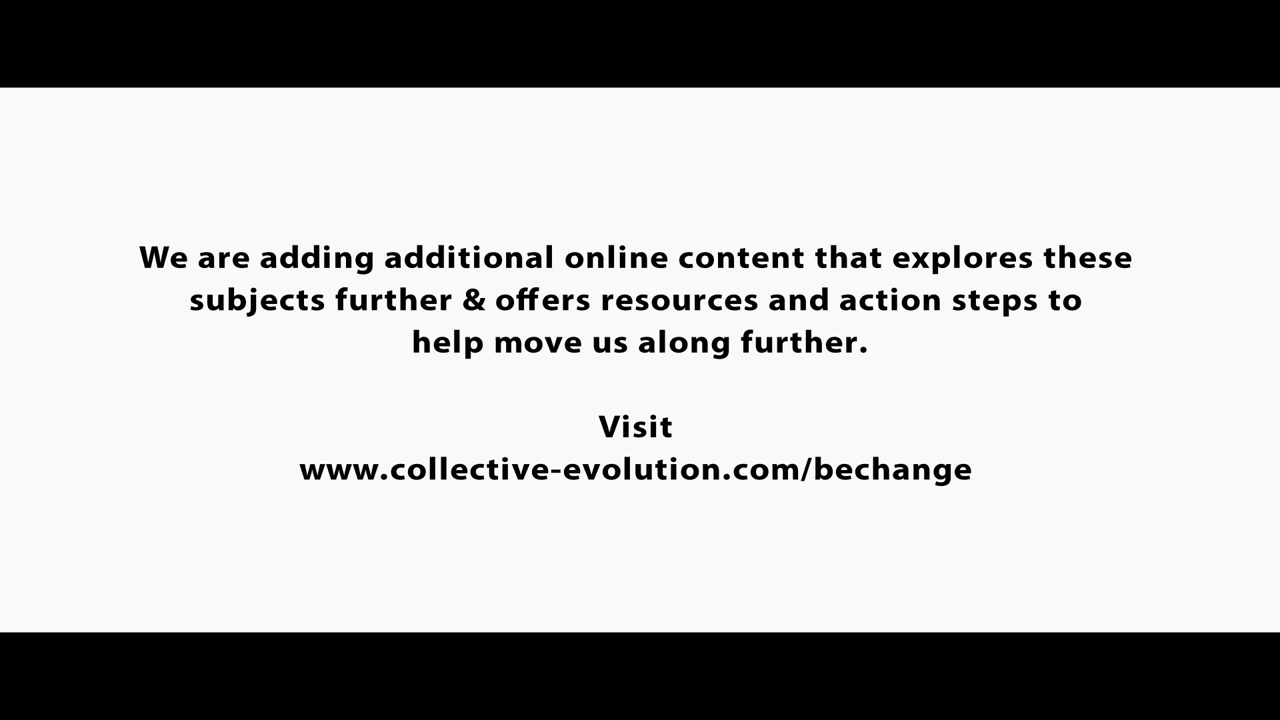 We are adding additional online content that explores these
subjects further & offers resources and action steps to
help move us along further.
Visit
www.collective-evolution.com/bechange